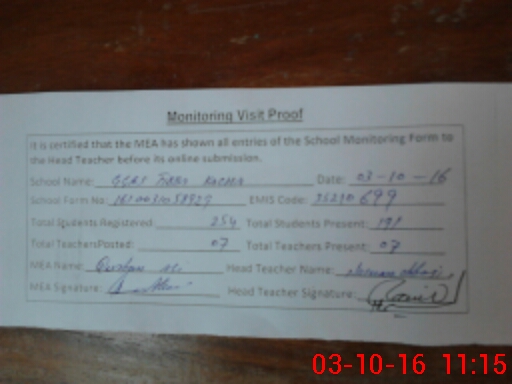 Monitoring Visit Proof
It is certified that the MEA has shown all entries of the School Monitoring Form to
the Head Teacher before its online submission.
School Name: Date: 03-10-16
School Form No: EMIS Code: 35210699
Total Students Registered: 254 Total Students Present: 191
Total Teachers Posted: 07 Total Teachers Present: 07
MEA Name: Head Teacher Name:
MEA Signature: Head Teacher Signature:
03-10-16 11:15